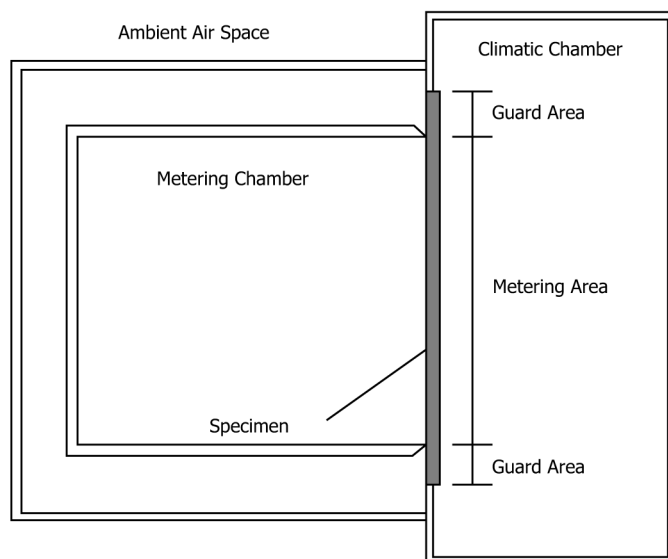 Ambient Air Space
Climatic Chamber
Guard Area
Metering Chamber
Metering Area
Specimen
Guard Area